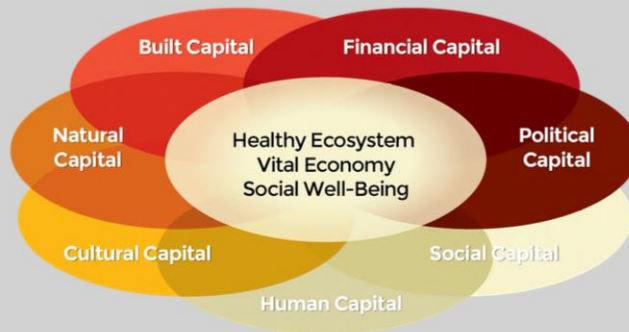 Built Capital
Financial Capital
Natural
Capital
Healthy Ecosystem
Vital Economy
Social Well-Being
Political
Capital
Cultural Capital
Social Capital
Human Capital